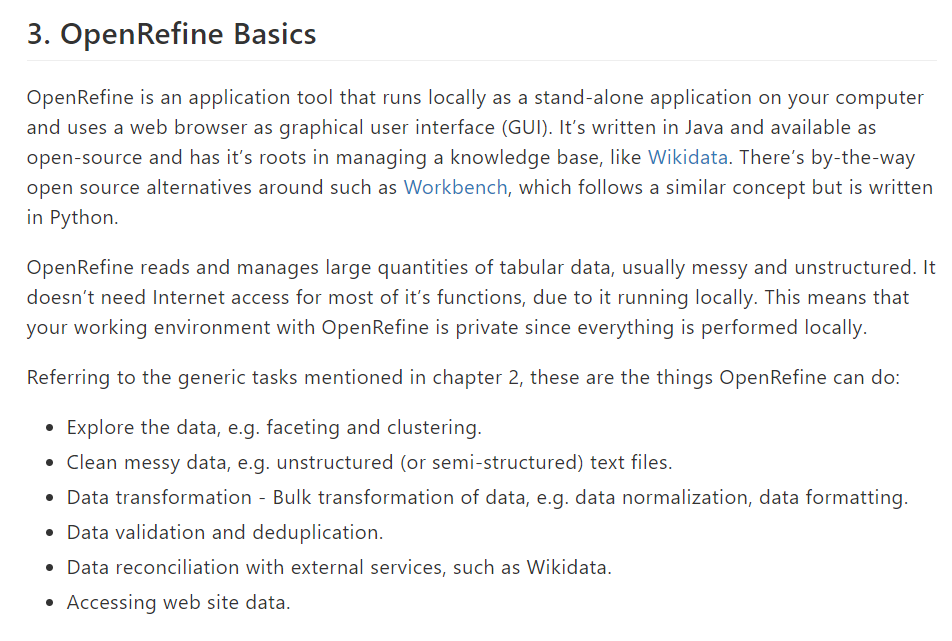 3. OpenRefine Basics
OpenRefine is an application tool that runs locally as a stand-alone application on your computer
and uses a web browser as graphical user interface (GUI). It’s written in Java and available as
open-source and has it’s roots in managing a knowledge base, like Wikidata. There’s by-the-way
open source alternatives around such as Workbench, which follows a similar concept but is written
in Python.
OpenRefine reads and manages large quantities of tabular data, usually messy and unstructured. It
doesn’t need Internet access for most of it’s functions, due to it running locally. This means that
your working environment with OpenRefine is private since everything is performed locally.
Referring to the generic tasks mentioned in chapter 2, these are the things OpenRefine can do:
• Explore the data, e.g. faceting and clustering.
• Clean messy data, e.g. unstructured (or semi-structured) text files.
• Data transformation - Bulk transformation of data, e.g. data normalization, data formatting.
• Data validation and deduplication.
• Data reconciliation with external services, such as Wikidata.
• Accessing web site data.